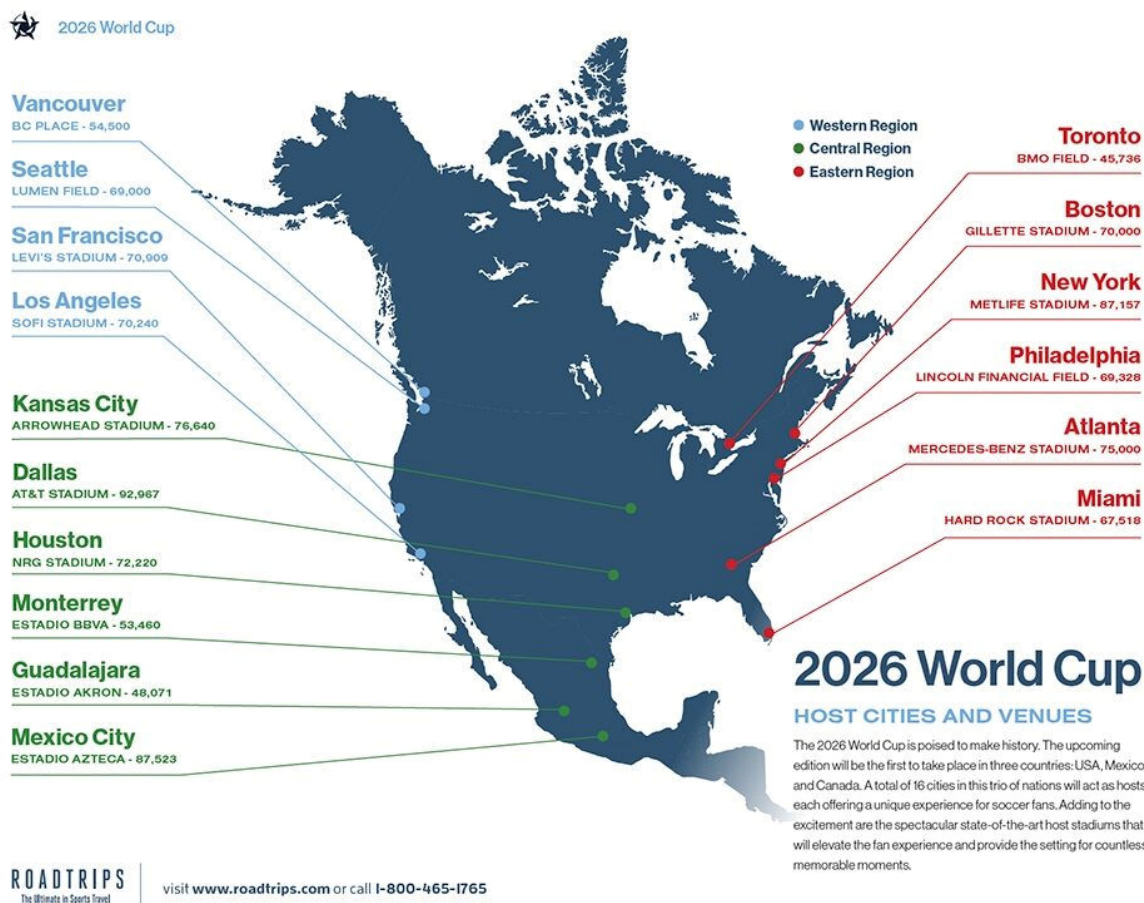 2026 World Cup
Vancouver
BC PLACE - 54,500
Seattle
LUMEN FIELD - 69,000
San Francisco
LEVI'S STADIUM - 70,909
Los Angeles
SOFI STADIUM - 70,240
Kansas City
ARROWHEAD STADIUM - 76,640
Dallas
AT&T STADIUM - 92,967
Houston
NRG STADIUM - 72,220
Monterrey
ESTADIO BBVA - 53,460
Guadalajara
ESTADIO AKRON - 48,071
Mexico City
ESTADIO AZTECA - 87,523
Western Region
Central Region
Eastern Region
Toronto
BMO FIELD - 45,736
Boston
GILLETTE STADIUM - 70,000
New York
METLIFE STADIUM - 87,157
Philadelphia
LINCOLN FINANCIAL FIELD - 69,328
Atlanta
MERCEDES-BENZ STADIUM - 75,000
Miami
HARD ROCK STADIUM - 67,518
2026 World Cup
HOST CITIES AND VENUES
The 2026 World Cup is poised to make history. The upcoming
edition will be the first to take place in three countries: USA, Mexico
and Canada. A total of 16 cities in this trio of nations will act as hosts
each offering a unique experience for soccer fans. Adding to the
excitement are the spectacular state-of-the-art host stadiums that
will elevate the fan experience and provide the setting for countless
memorable moments.
ROADTRIPS
The Ultimate in Sports Travel
visit www.roadtrips.com or call 1-800-465-1765